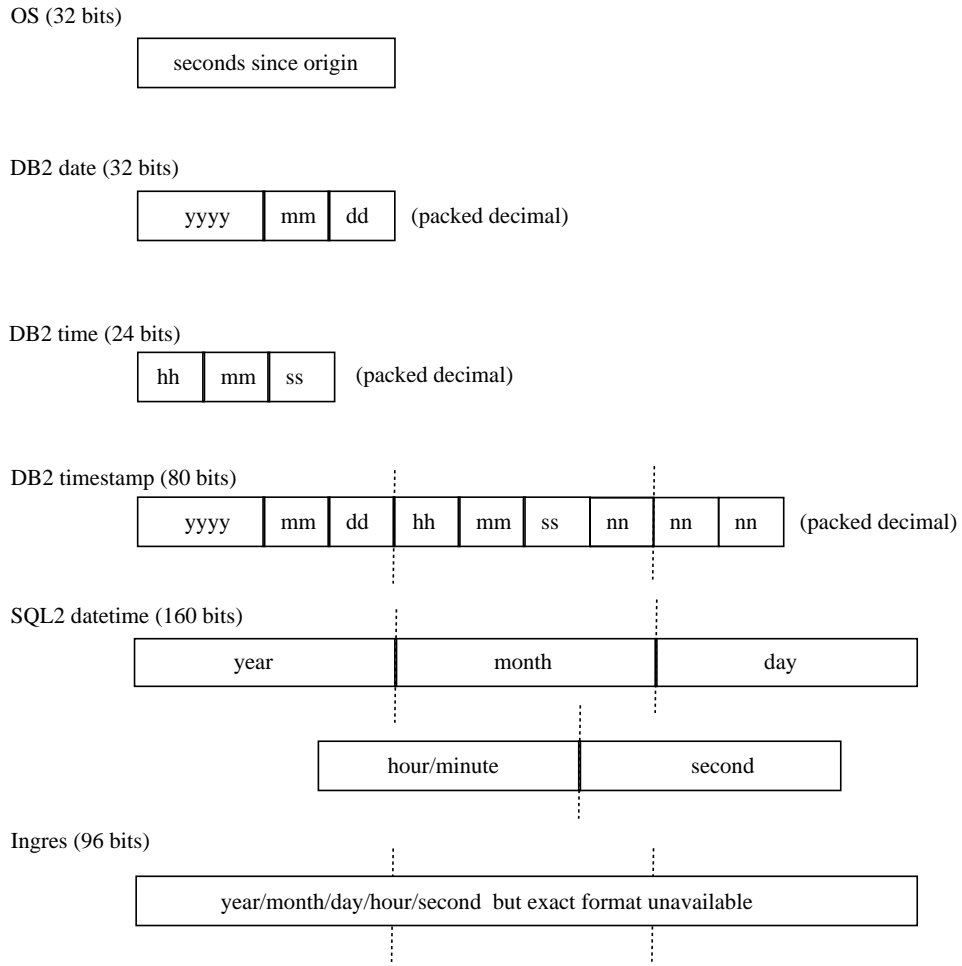 OS (32 bits)
seconds since origin
DB2 date (32 bits)
yyyy mm dd (packed decimal)
DB2 time (24 bits)
hh mm ss (packed decimal)
DB2 timestamp (80 bits)
yyyy mm dd hh mm ss nn nn nn (packed decimal)
SQL2 datetime (160 bits)
year month day
hour/minute second
Ingres (96 bits)
year/month/day/hour/second but exact format unavailable